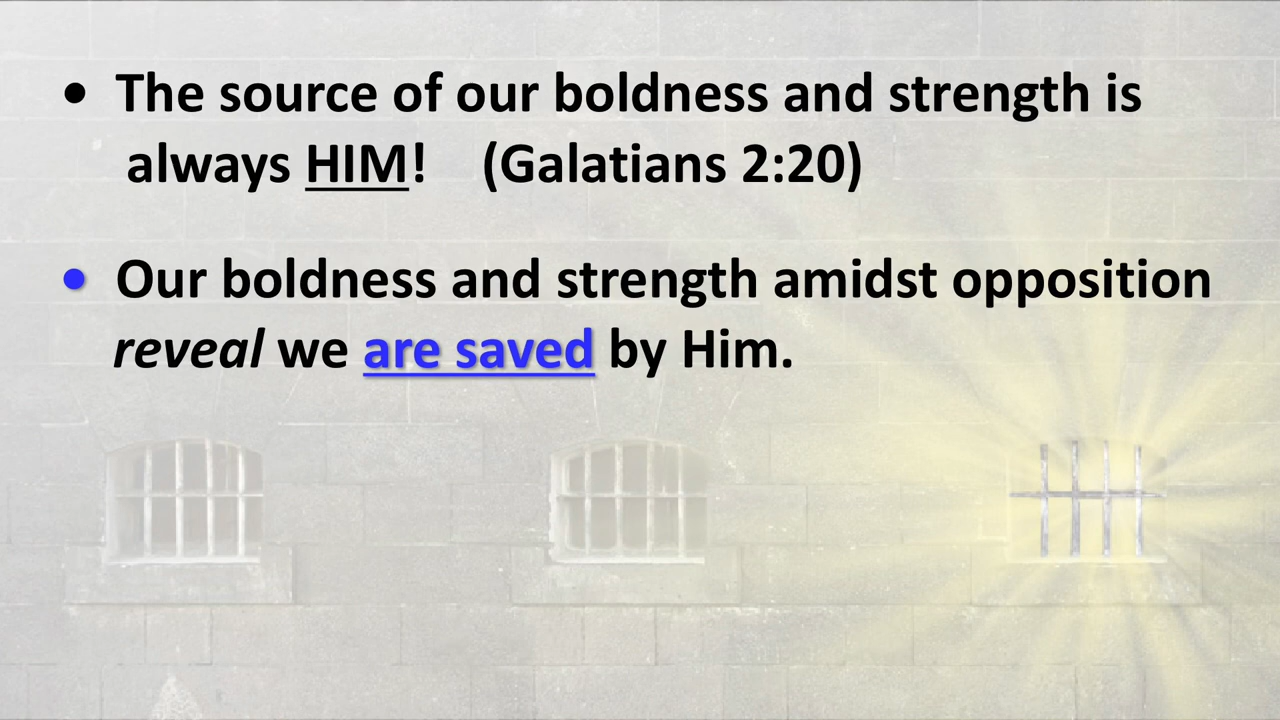 • The source of our boldness and strength is
always HIM! (Galatians 2:20)
• Our boldness and strength amidst opposition
reveal we are saved by Him.